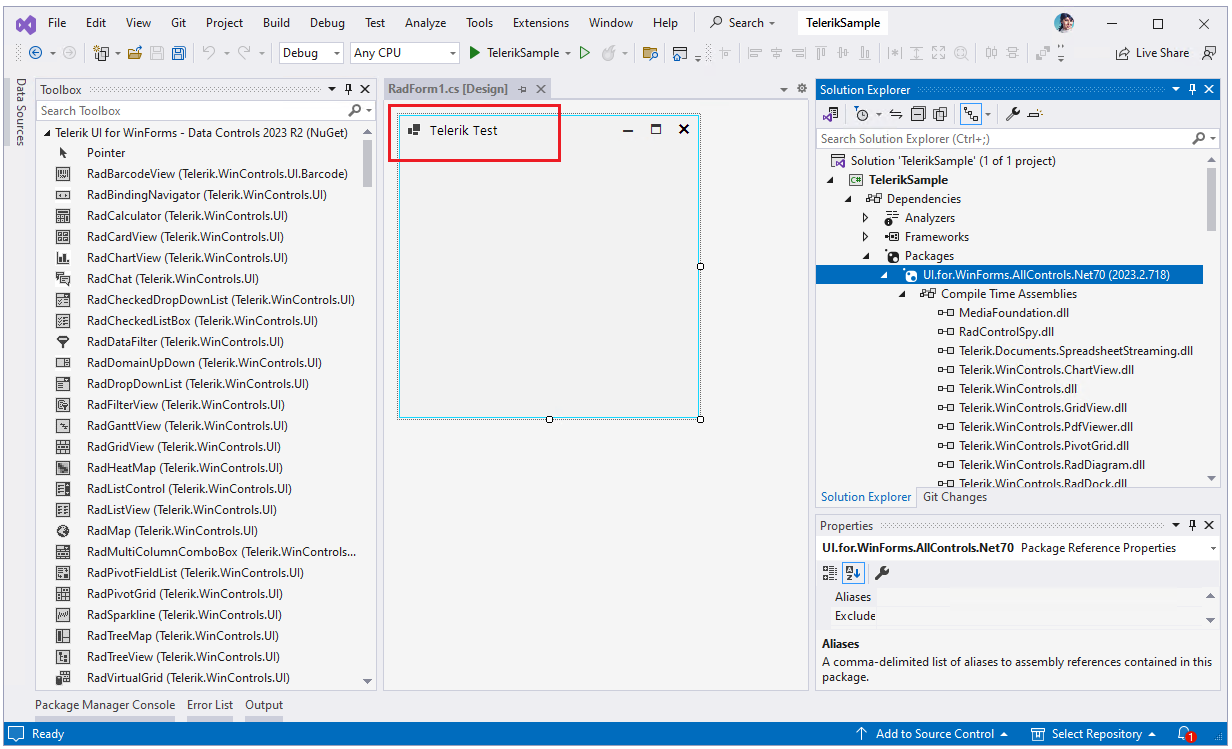 File Edit View Git Project Build Debug Test Analyze Tools Extensions Window Help Search TelerikSample
Debug Any CPU TelerikSample Live Share
Data Sources
Toolbox
Search Toolbox
Telerik UI for WinForms - Data Controls 2023 R2 (NuGet)
Pointer
RadBarcodeView (Telerik.WinControls.UI.Barcode)
RadBindingNavigator (Telerik.WinControls.UI)
RadCalculator (Telerik.WinControls.UI)
RadCardView (Telerik.WinControls.UI)
RadChartView (Telerik.WinControls.UI)
RadChat (Telerik.WinControls.UI)
RadCheckedDropDownList (Telerik.WinControls.UI)
RadCheckedListBox (Telerik.WinControls.UI)
RadDataFilter (Telerik.WinControls.UI)
RadDomainUpDown (Telerik.WinControls.UI)
RadDropDownList (Telerik.WinControls.UI)
RadFilterView (Telerik.WinControls.UI)
RadGanttView (Telerik.WinControls.UI)
RadGridView (Telerik.WinControls.UI)
RadHeatMap (Telerik.WinControls.UI)
RadListControl (Telerik.WinControls.UI)
RadListView (Telerik.WinControls.UI)
RadMap (Telerik.WinControls.UI)
RadMultiColumnComboBox (Telerik.WinControls...
RadPivotFieldList (Telerik.WinControls.UI)
RadPivotGrid (Telerik.WinControls.UI)
RadSparkline (Telerik.WinControls.UI)
RadTreeMap (Telerik.WinControls.UI)
RadTreeView (Telerik.WinControls.UI)
RadVirtualGrid (Telerik.WinControls.UI)
RadForm1.cs [Design]
Telerik Test
Solution Explorer
Search Solution Explorer (Ctrl+;)
Solution 'TelerikSample' (1 of 1 project)
C# TelerikSample
Dependencies
Analyzers
Frameworks
Packages
UI.for.WinForms.AllControls.Net70 (2023.2.718)
Compile Time Assemblies
MediaFoundation.dll
RadControlSpy.dll
Telerik.Documents.SpreadsheetStreaming.dll
Telerik.WinControls.ChartView.dll
Telerik.WinControls.dll
Telerik.WinControls.GridView.dll
Telerik.WinControls.PdfViewer.dll
Telerik.WinControls.PivotGrid.dll
Telerik.WinControls.RadDiagram.dll
Telerik.WinControls.RadDock.dll
Solution Explorer Git Changes
Properties
UI.for.WinForms.AllControls.Net70 Package Reference Properties
Aliases
Exclude
Aliases
A comma-delimited list of aliases to assembly references contained in this
package.
Package Manager Console Error List Output
Ready Add to Source Control Select Repository 1